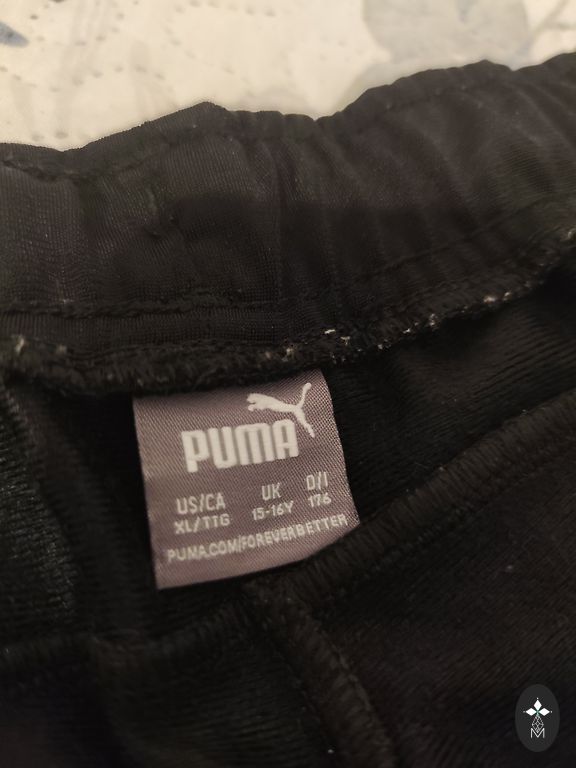 PUMA
US/CA UK D/I
XL/TTG 15-16Y 176
PUMA.COM/FOREVERBETTER
M